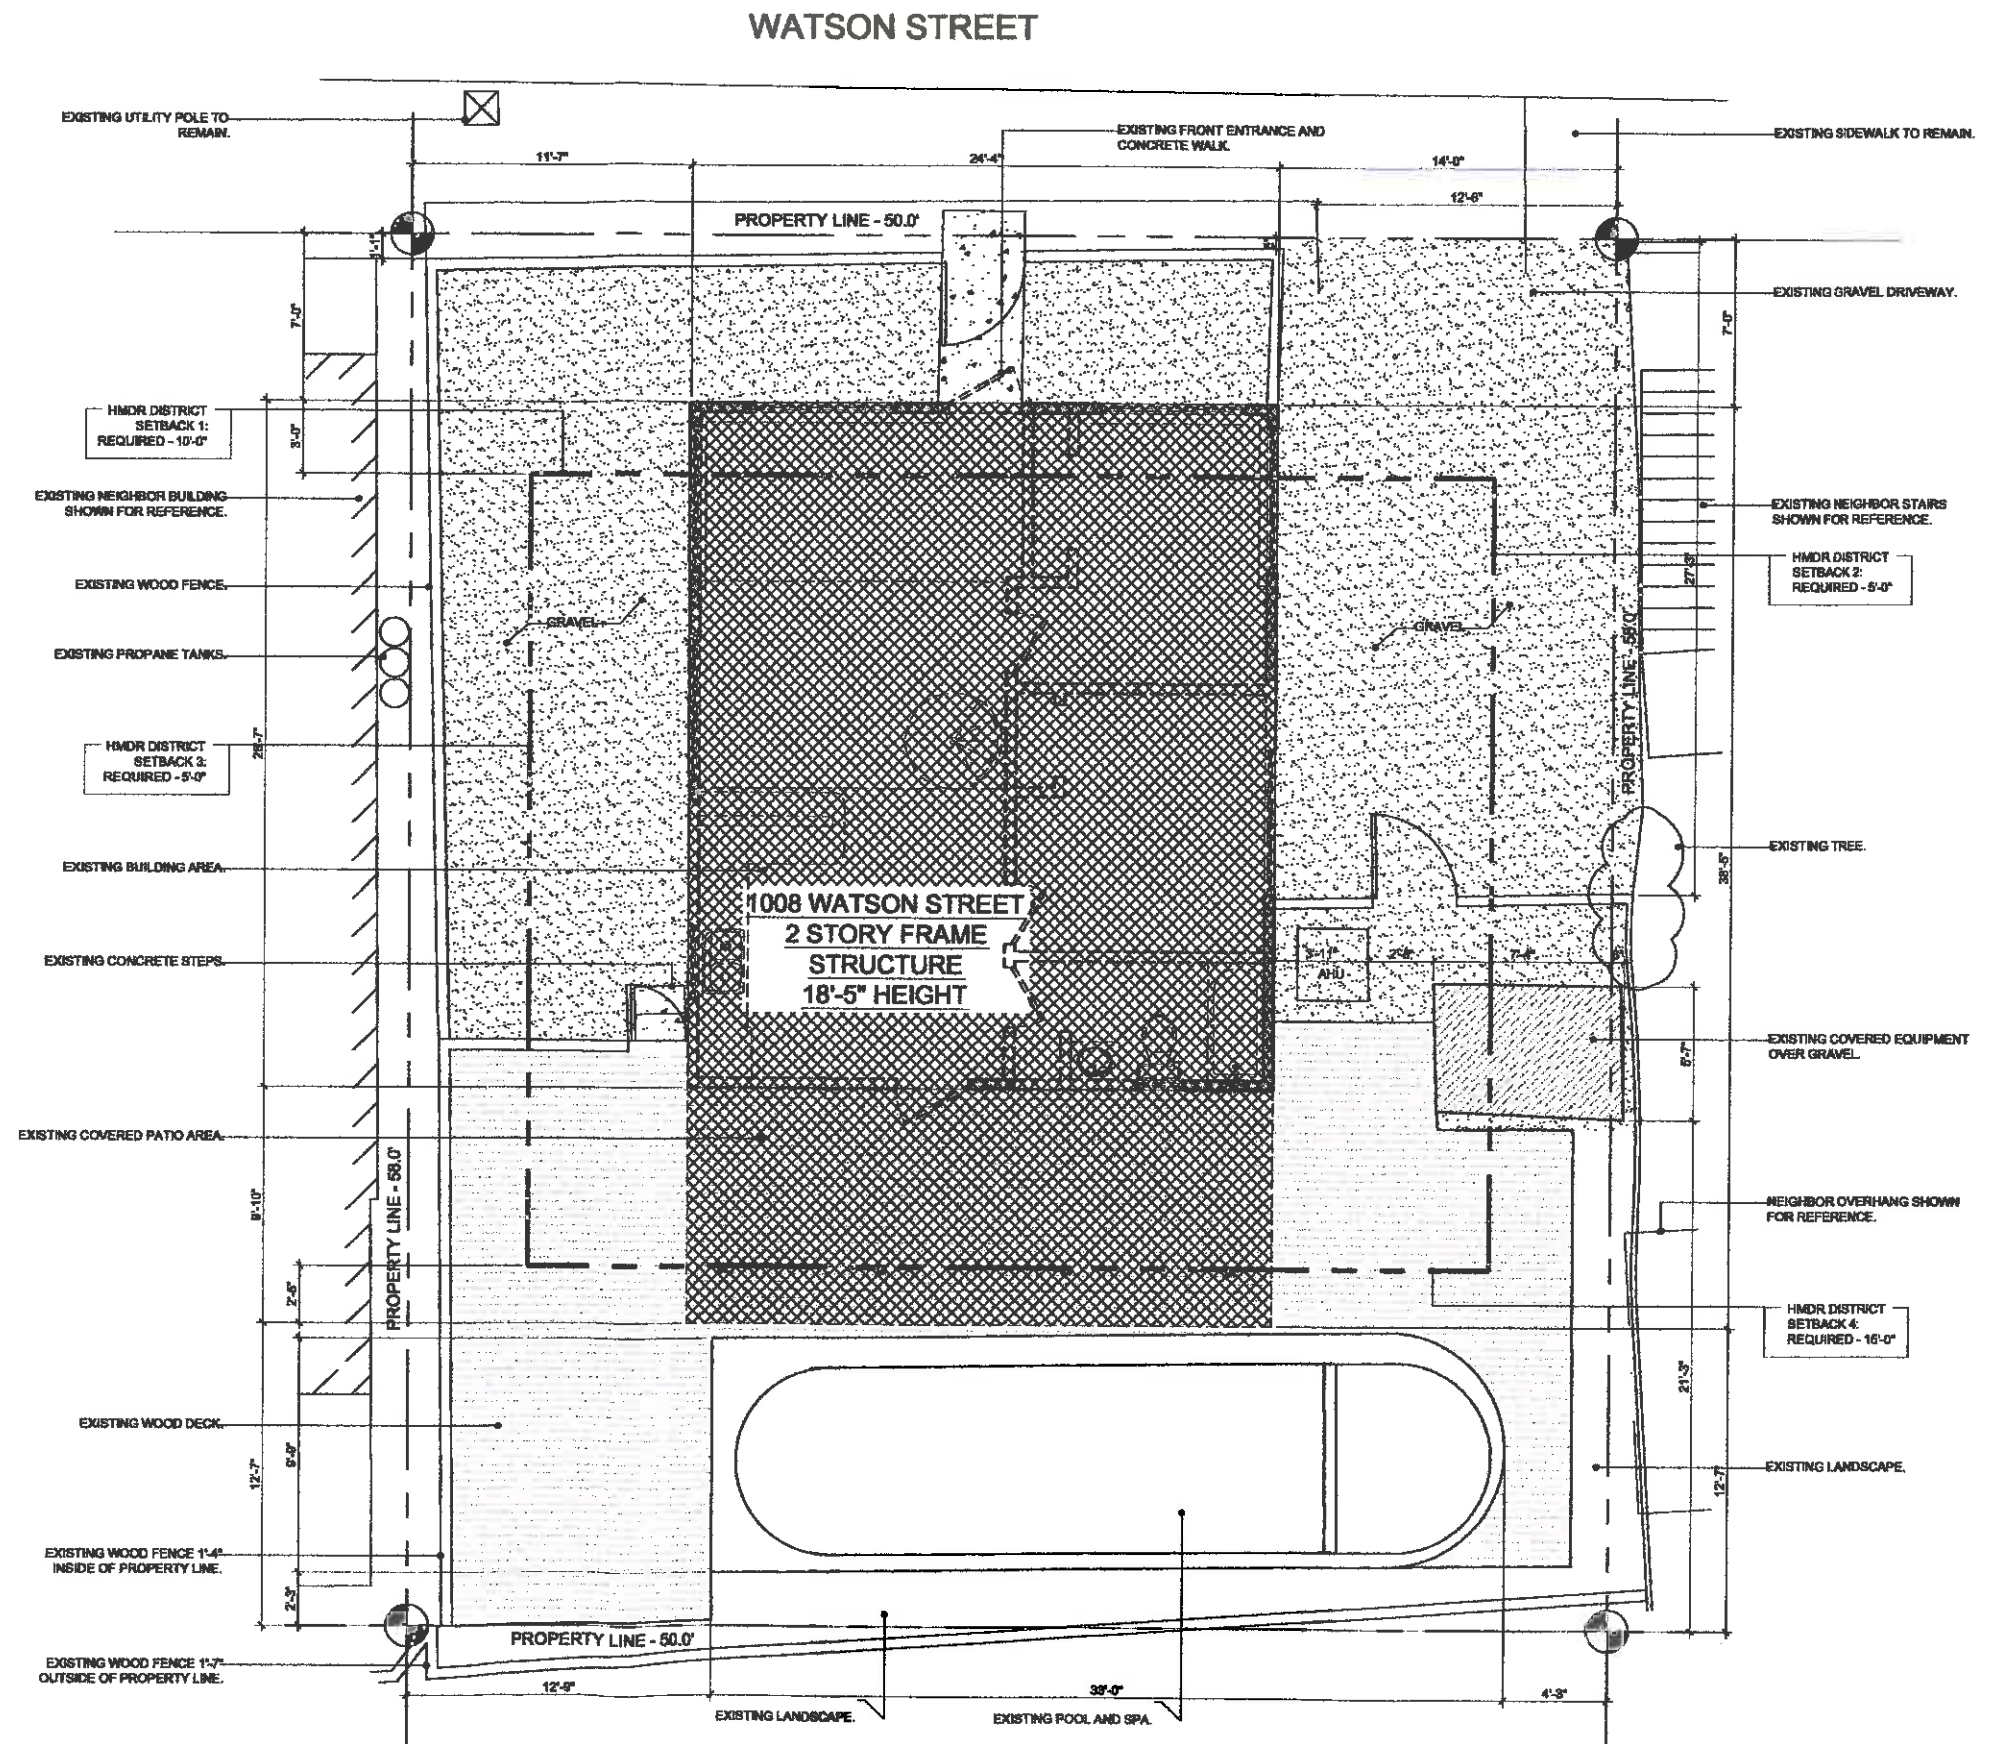 WATSON STREET
EXISTING UTILITY POLE TO
REMAIN.
EXISTING FRONT ENTRANCE AND
CONCRETE WALK.
EXISTING SIDEWALK TO REMAIN.
11'-7"
24'-4"
14'-0"
12'-6"
PROPERTY LINE - 50.0'
1'-1"
EXISTING GRAVEL DRIVEWAY.
7'-0"
7'-0"
HMDR DISTRICT
SETBACK 1:
REQUIRED - 10'-0"
3'-0"
EXISTING NEIGHBOR BUILDING
SHOWN FOR REFERENCE.
EXISTING NEIGHBOR STAIRS
SHOWN FOR REFERENCE.
HMDR DISTRICT
SETBACK 2:
REQUIRED - 5'-0"
27'-3"
EXISTING WOOD FENCE.
GRAVEL
GRAVEL
EXISTING PROPANE TANKS.
PROPERTY LINE - 58.0'
HMDR DISTRICT
SETBACK 3:
REQUIRED - 5'-0"
28'-7"
EXISTING TREE.
EXISTING BUILDING AREA.
38'-5"
1008 WATSON STREET
2 STORY FRAME
STRUCTURE
18'-5" HEIGHT
EXISTING CONCRETE STEPS.
3'-11"
AHU
7'-4"
EXISTING COVERED EQUIPMENT
OVER GRAVEL.
5'-7"
EXISTING COVERED PATIO AREA.
PROPERTY LINE - 58.0'
9'-10"
NEIGHBOR OVERHANG SHOWN
FOR REFERENCE.
2'-5"
HMDR DISTRICT
SETBACK 4:
REQUIRED - 15'-0"
21'-3"
EXISTING WOOD DECK.
9'-9"
12'-7"
12'-7"
EXISTING LANDSCAPE.
EXISTING WOOD FENCE 1'-4"
INSIDE OF PROPERTY LINE.
2'-3"
PROPERTY LINE - 50.0'
EXISTING WOOD FENCE 1'-7"
OUTSIDE OF PROPERTY LINE.
12'-9"
33'-0"
4'-3"
EXISTING LANDSCAPE.
EXISTING POOL AND SPA.